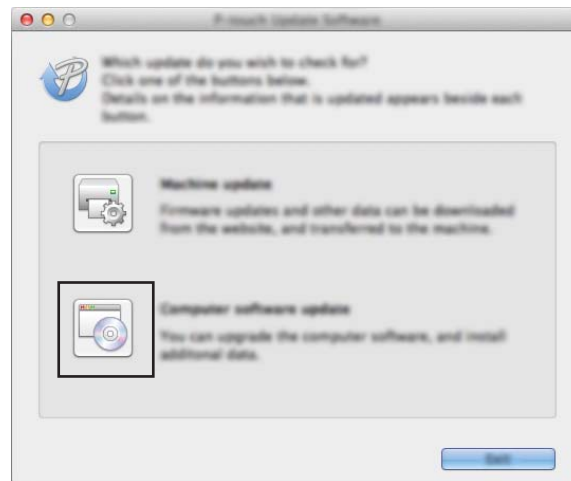 P-touch Update Software
Which update do you wish to check for?
Click one of the buttons below.
Details on the information that is updated appears beside each
button.
Machine update
Firmware updates and other data can be downloaded
from the website, and transferred to the machine.
Computer software update
You can upgrade the computer software, and install
additional data.
Exit